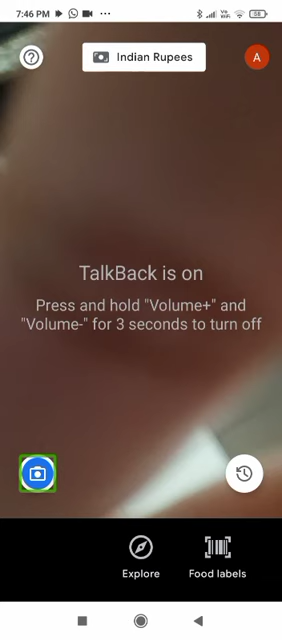 7:46 PM
58
Indian Rupees
A
TalkBack is on
Press and hold "Volume+" and
"Volume-" for 3 seconds to turn off
Explore
Food labels